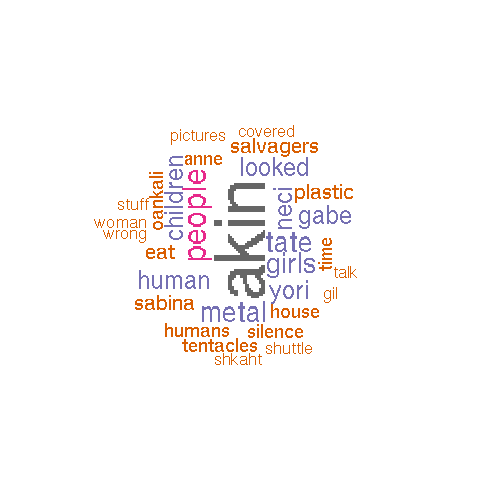 pictures
covered
anne
salvagers
children
people
akin
looked
oankali
neci
plastic
stuff
gabe
woman
wrong
tate
eat
girls
time
talk
human
yori
gil
sabina
metal
house
humans
silence
tentacles
shuttle
shkaht